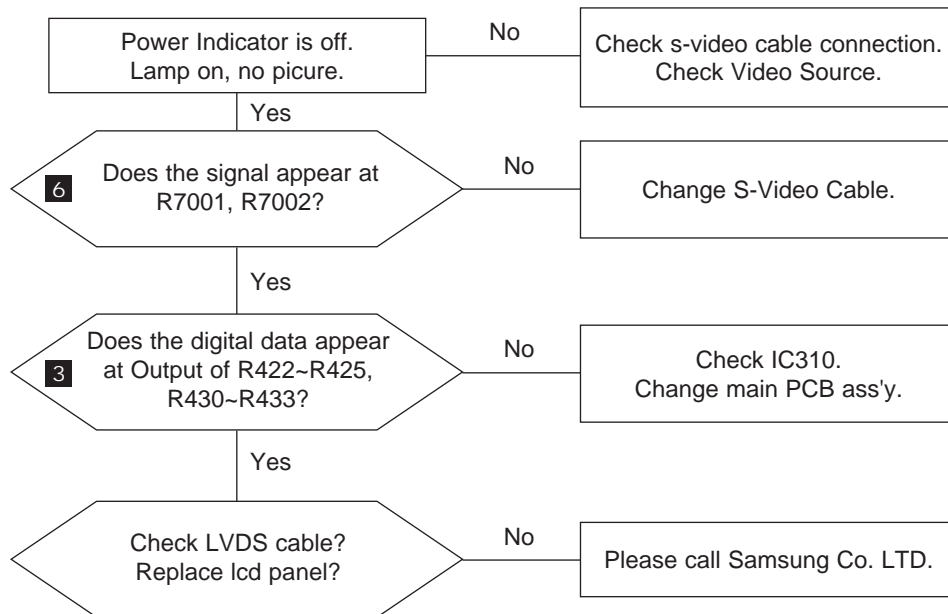 Power Indicator is off.
Lamp on, no picure.
No
Check s-video cable connection.
Check Video Source.
Yes
6
Does the signal appear at
R7001, R7002?
No
Change S-Video Cable.
Yes
3
Does the digital data appear
at Output of R422~R425,
R430~R433?
No
Check IC310.
Change main PCB ass'y.
Yes
Check LVDS cable?
Replace lcd panel?
No
Please call Samsung Co. LTD.